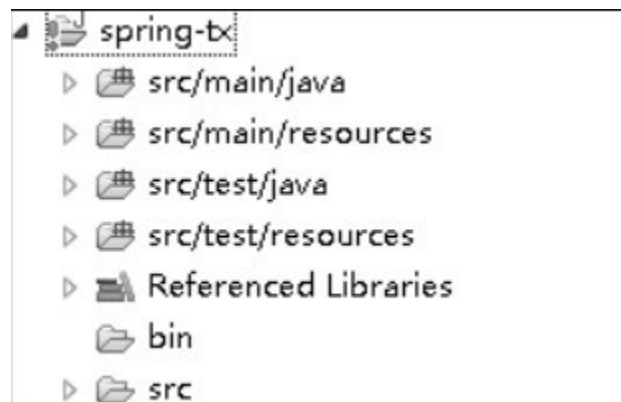 spring-tx
src/main/java
src/main/resources
src/test/java
src/test/resources
Referenced Libraries
bin
src